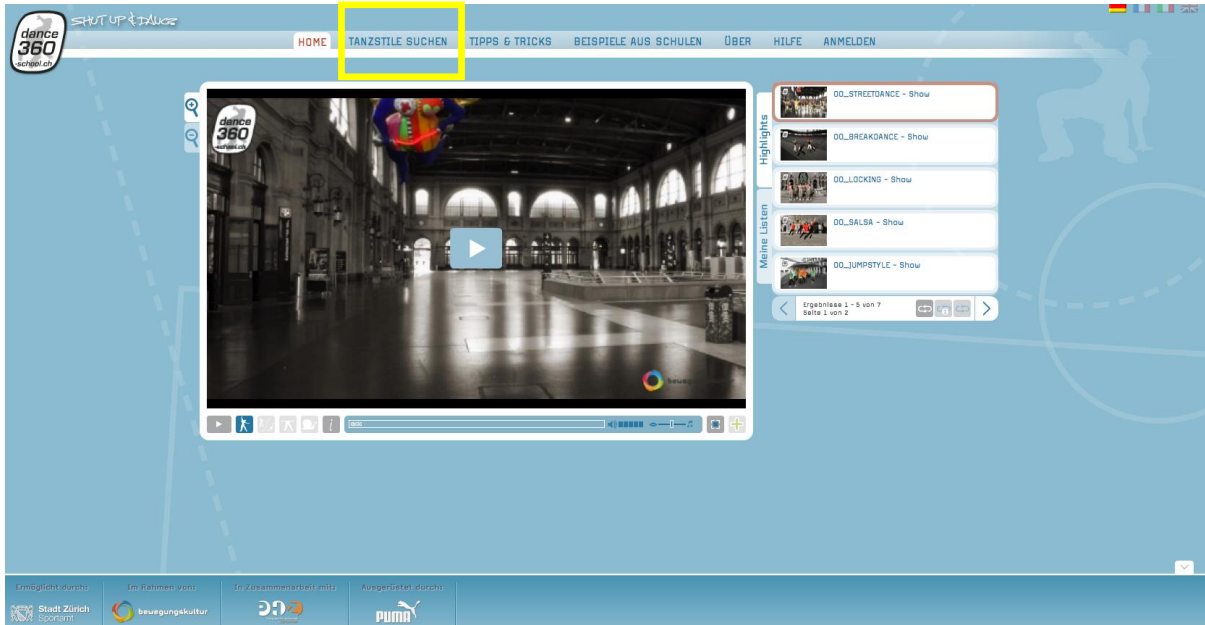 SHUT UP & DANCE
dance
360
-school.ch
HOME TANZSTILE SUCHEN TIPPS & TRICKS BEISPIELE AUS SCHULEN ÜBER HILFE ANMELDEN
dance
360
-school.ch
Highlights
Meine Listen
00_STREETDANCE - Show
00_BREAKDANCE - Show
00_LOCKING - Show
00_SALSA - Show
00_JUMPSTYLE - Show
Ergebnisse 1 - 5 von 7
Seite 1 von 2
Ermöglicht durch: Im Rahmen von: In Zusammenarbeit mit: Ausgerüstet durch:
Stadt Zürich
Sportamt
bewegungskultur
PUMA